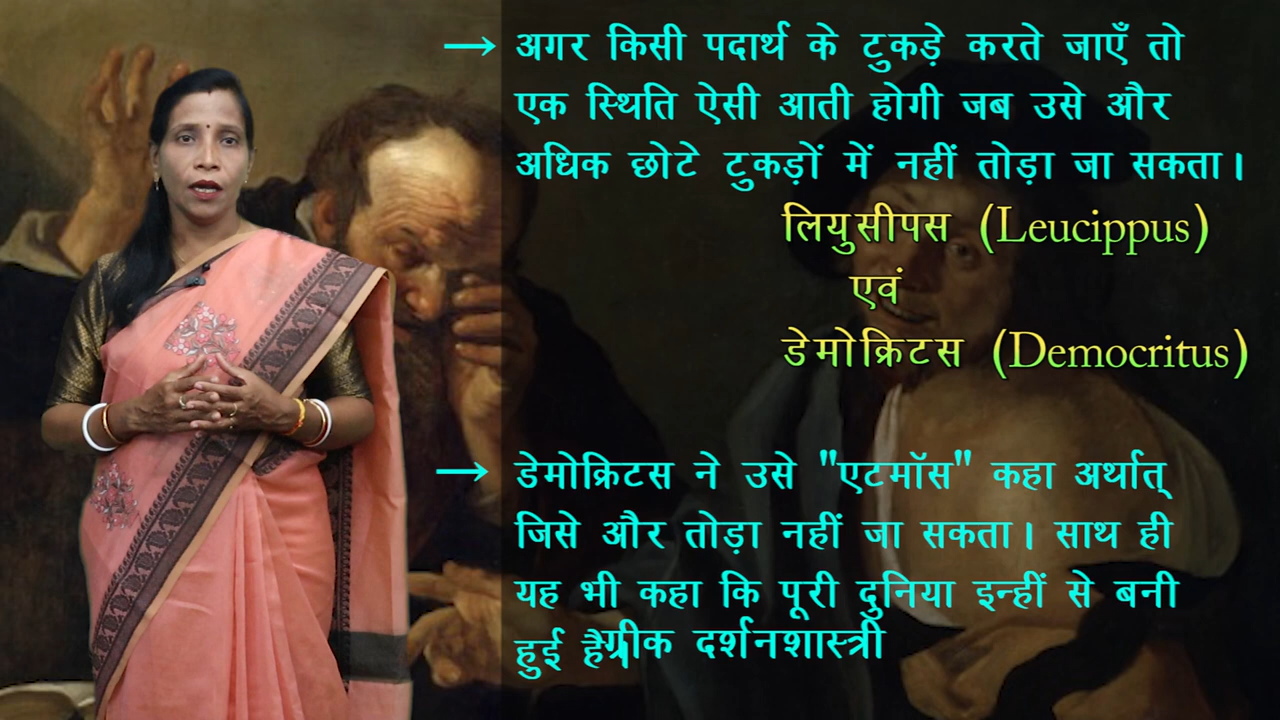 → अगर किसी पदार्थ के टुकड़े करते जाएँ तो
एक स्थिति ऐसी आती होगी जब उसे और
अधिक छोटे टुकड़ों में नहीं तोड़ा जा सकता।
लियुसीपस (Leucippus)
एवं
डेमोक्रिटस (Democritus)
→ डेमोक्रिटस ने उसे "एटमॉस" कहा अर्थात्
जिसे और तोड़ा नहीं जा सकता। साथ ही
यह भी कहा कि पूरी दुनिया इन्हीं से बनी
हुई है।
ग्रीक दर्शनशास्त्री